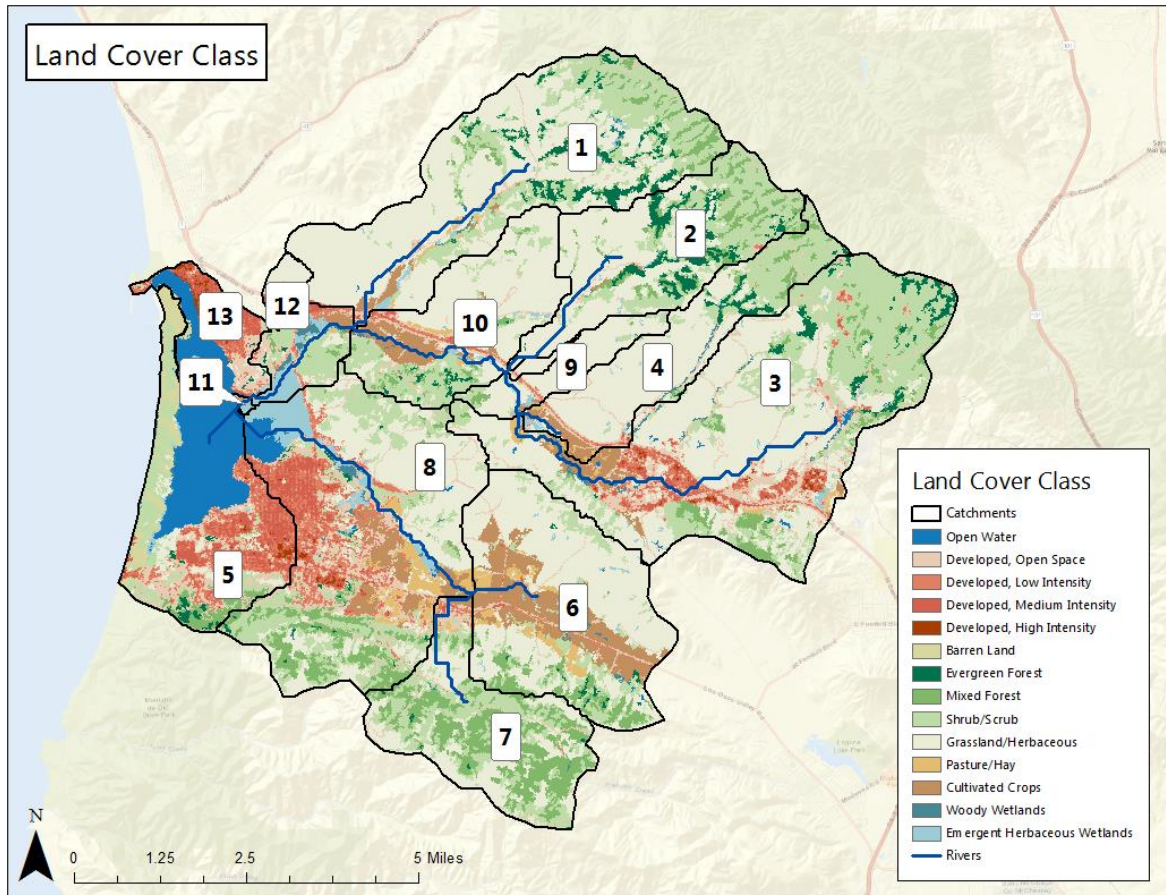 Land Cover Class
1
2
3
4
5
6
7
8
9
10
11
12
13
Land Cover Class
Catchments
Open Water
Developed, Open Space
Developed, Low Intensity
Developed, Medium Intensity
Developed, High Intensity
Barren Land
Evergreen Forest
Mixed Forest
Shrub/Scrub
Grassland/Herbaceous
Pasture/Hay
Cultivated Crops
Woody Wetlands
Emergent Herbaceous Wetlands
Rivers
N
0 1.25 2.5 5 Miles